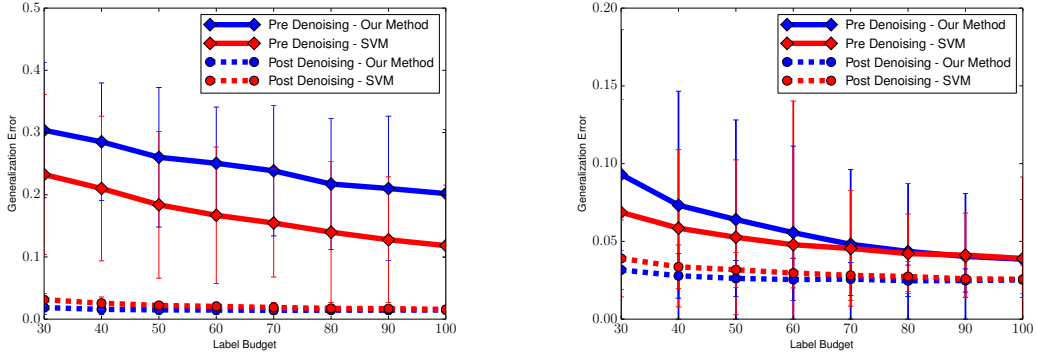 0.5
0.4
0.3
0.2
0.1
0.0
Generalization Error
30 40 50 60 70 80 90 100
Label Budget
Pre Denoising - Our Method
Pre Denoising - SVM
Post Denoising - Our Method
Post Denoising - SVM
0.20
0.15
0.10
0.05
0.00
Generalization Error
30 40 50 60 70 80 90 100
Label Budget
Pre Denoising - Our Method
Pre Denoising - SVM
Post Denoising - Our Method
Post Denoising - SVM